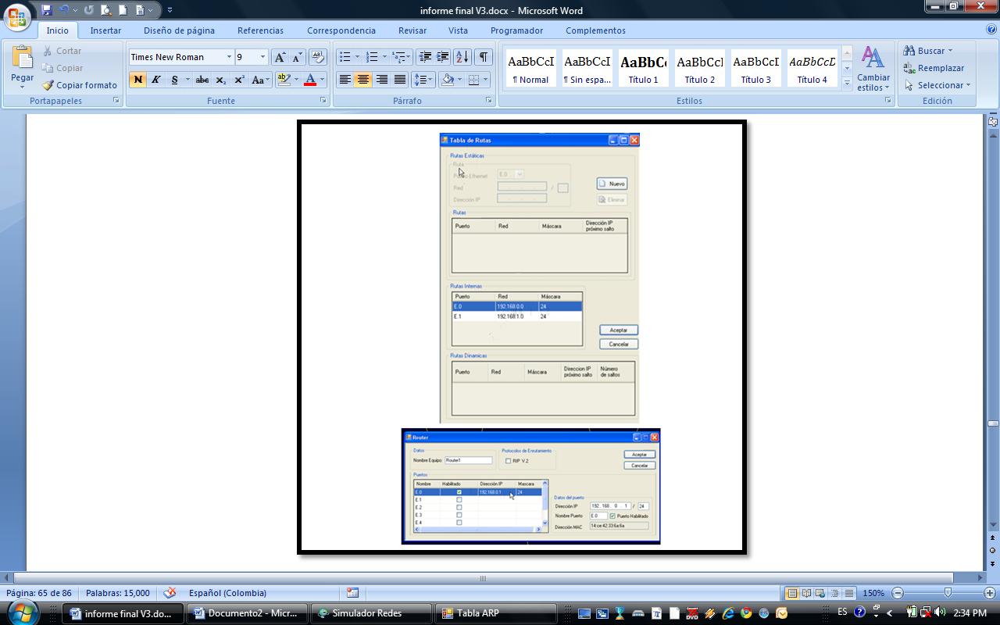 informe final V3.docx - Microsoft Word
Inicio Insertar Diseño de página Referencias Correspondencia Revisar Vista Programador Complementos
Pegar
Cortar
Copiar
Copiar formato
Portapapeles
Times New Roman 9
N K S abc x₂ x² Aa
Fuente
Párrafo
AaBbCcI AaBbCcI AaBbCc AaBbCcI AaBbCcI AaBbCcD
¶ Normal ¶ Sin espa... Título 1 Título 2 Título 3 Título 4
Cambiar estilos
Estilos
Buscar
Reemplazar
Seleccionar
Edición
Tabla de Rutas
Rutas Estáticas
Ruta
Puerto Ethernet E.0
Red /
Dirección IP
Nuevo
Eliminar
Rutas
Puerto Red Máscara Dirección IP próximo salto
Rutas Internas
Puerto Red Máscara
E.0 192.168.0.0 24
E.1 192.168.1.0 24
Aceptar
Cancelar
Rutas Dinamicas
Puerto Red Máscara Direccion IP próximo salto Número de saltos
Router
Datos
Nombre Equipo: Router1
Protocolos de Enrutamiento
RIP V.2
Aceptar
Cancelar
Puertos
Nombre Habilitado Dirección IP Mascara
E.0 192.168.0.1 24
E.1
E.2
E.3
E.4
Datos del puerto
Dirección IP 192 . 168 . 0 . 1 / 24
Nombre Puerto E.0 Puerto Habilitado
Dirección MAC 14:ce:42:33:6a:6a
Página: 65 de 86 Palabras: 15,000 Español (Colombia) 150%
informe final V3.do... Documento2 - Micr... Simulador Redes Tabla ARP ES 2:34 PM